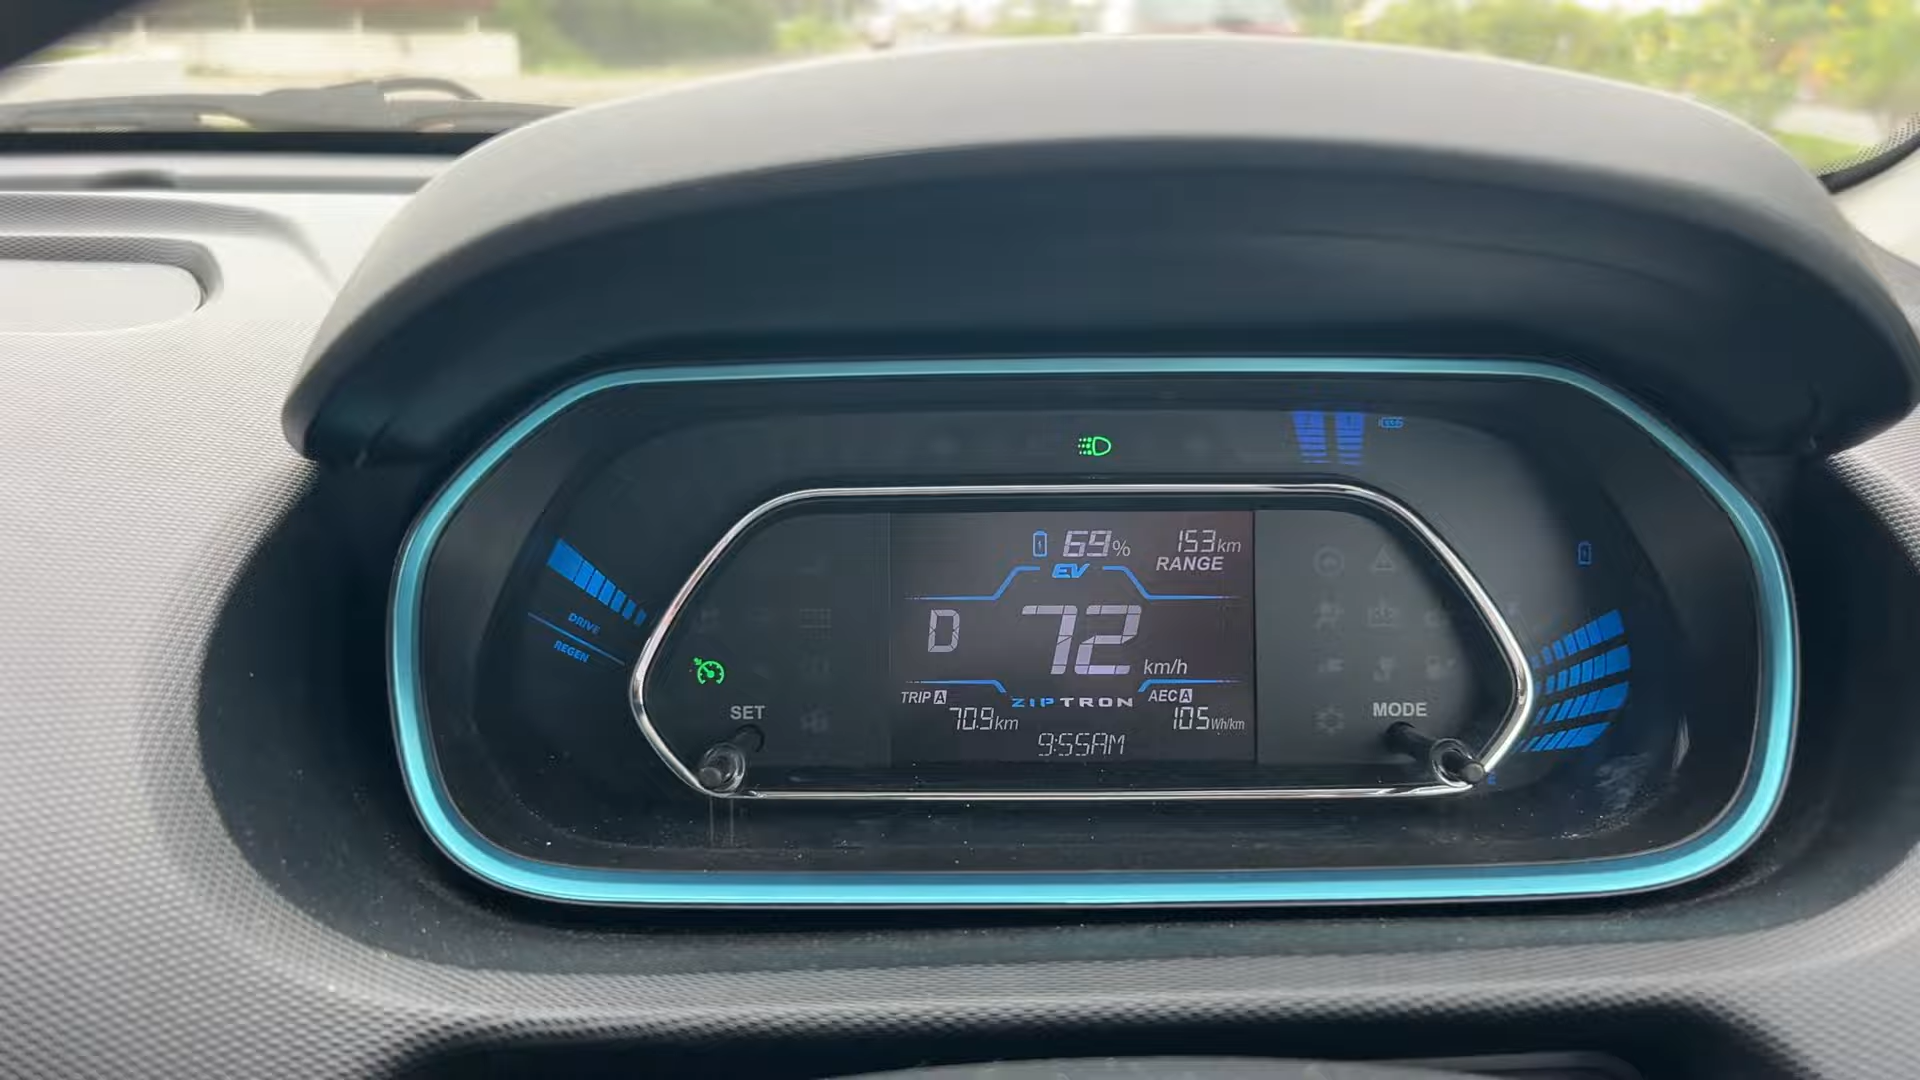 69%
153km
RANGE
EV
D
72 km/h
DRIVE
REGEN
TRIP A
70.9km
ZIPTRON
AEC A
105Wh/km
9:55AM
SET
MODE